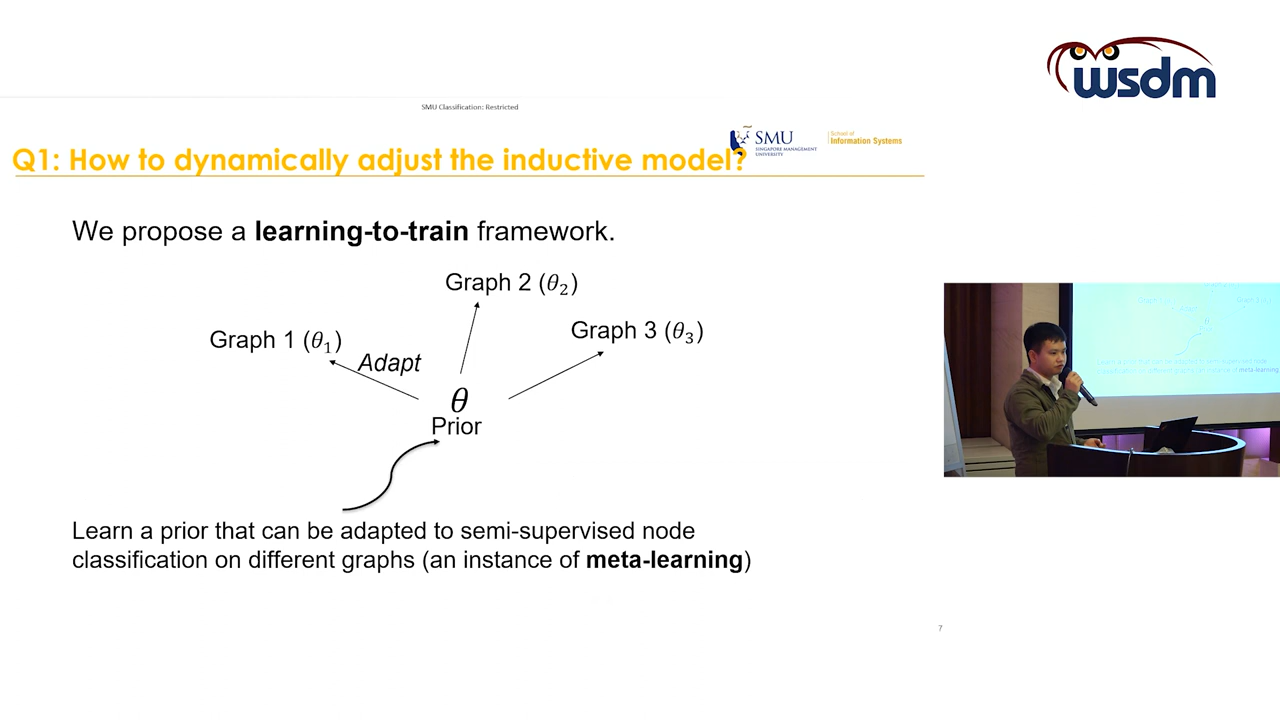 wsdm
SMU Classification: Restricted
SMU
SINGAPORE MANAGEMENT
UNIVERSITY
School of
Information Systems
Q1: How to dynamically adjust the inductive model?
We propose a learning-to-train framework.
Graph 2 (θ₂)
Graph 3 (θ₃)
Graph 1 (θ₁)
Adapt
θ
Prior
Learn a prior that can be adapted to semi-supervised node
classification on different graphs (an instance of meta-learning)
7